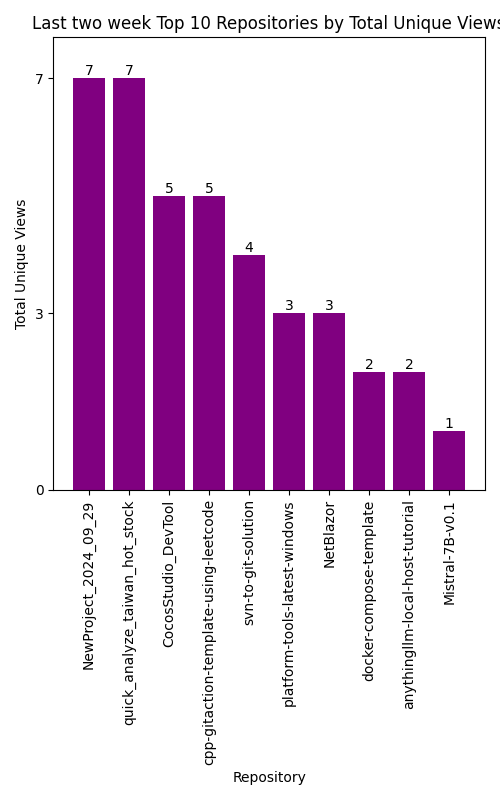 Last two week Top 10 Repositories by Total Unique Views
7
3
0
Total Unique Views
7
7
5
5
4
3
3
2
2
1
NewProject_2024_09_29
quick_analyze_taiwan_hot_stock
CocosStudio_DevTool
cpp-gitaction-template-using-leetcode
svn-to-git-solution
platform-tools-latest-windows
NetBlazor
docker-compose-template
anythingllm-local-host-tutorial
Mistral-7B-v0.1
Repository